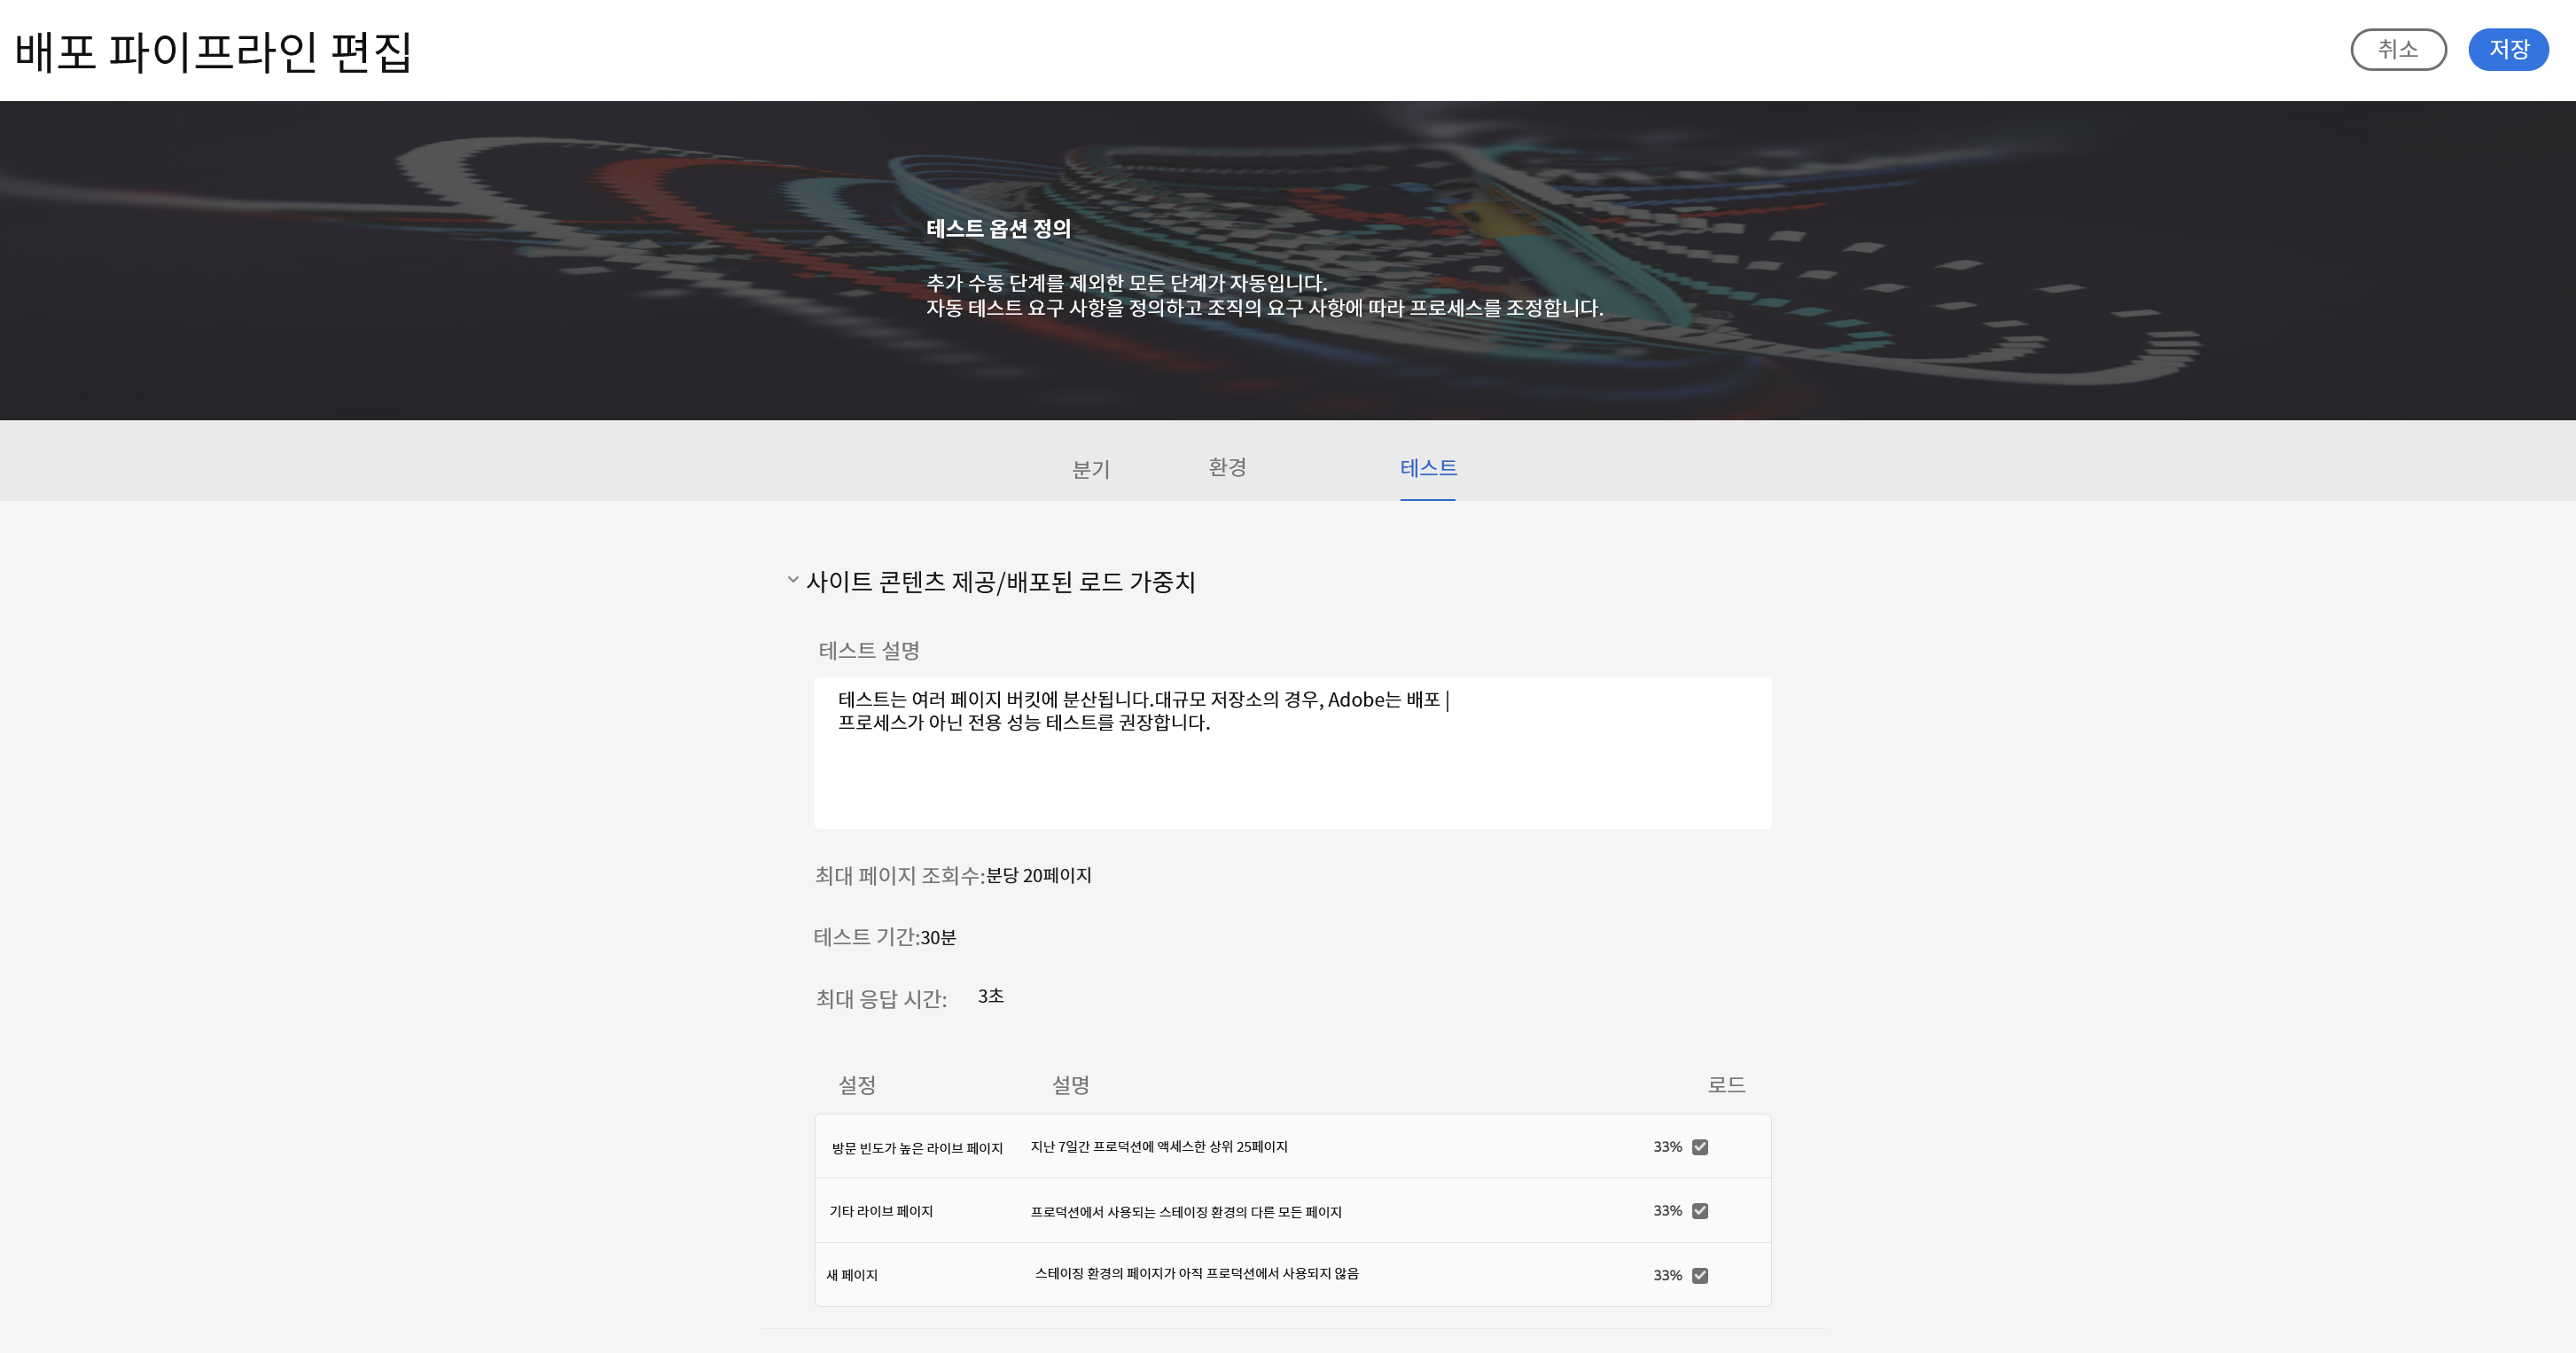 배포 파이프라인 편집
취소
저장
테스트 옵션 정의
추가 수동 단계를 제외한 모든 단계가 자동입니다.
자동 테스트 요구 사항을 정의하고 조직의 요구 사항에 따라 프로세스를 조정합니다.
분기
환경
테스트
사이트 콘텐츠 제공/배포된 로드 가중치
테스트 설명
테스트는 여러 페이지 버킷에 분산됩니다.대규모 저장소의 경우, Adobe는 배포 |
프로세스가 아닌 전용 성능 테스트를 권장합니다.
최대 페이지 조회수:분당 20페이지
테스트 기간:30분
최대 응답 시간: 3초
설정 설명 로드
방문 빈도가 높은 라이브 페이지 지난 7일간 프로덕션에 액세스한 상위 25페이지 33%
기타 라이브 페이지 프로덕션에서 사용되는 스테이징 환경의 다른 모든 페이지 33%
새 페이지 스테이징 환경의 페이지가 아직 프로덕션에서 사용되지 않음 33%